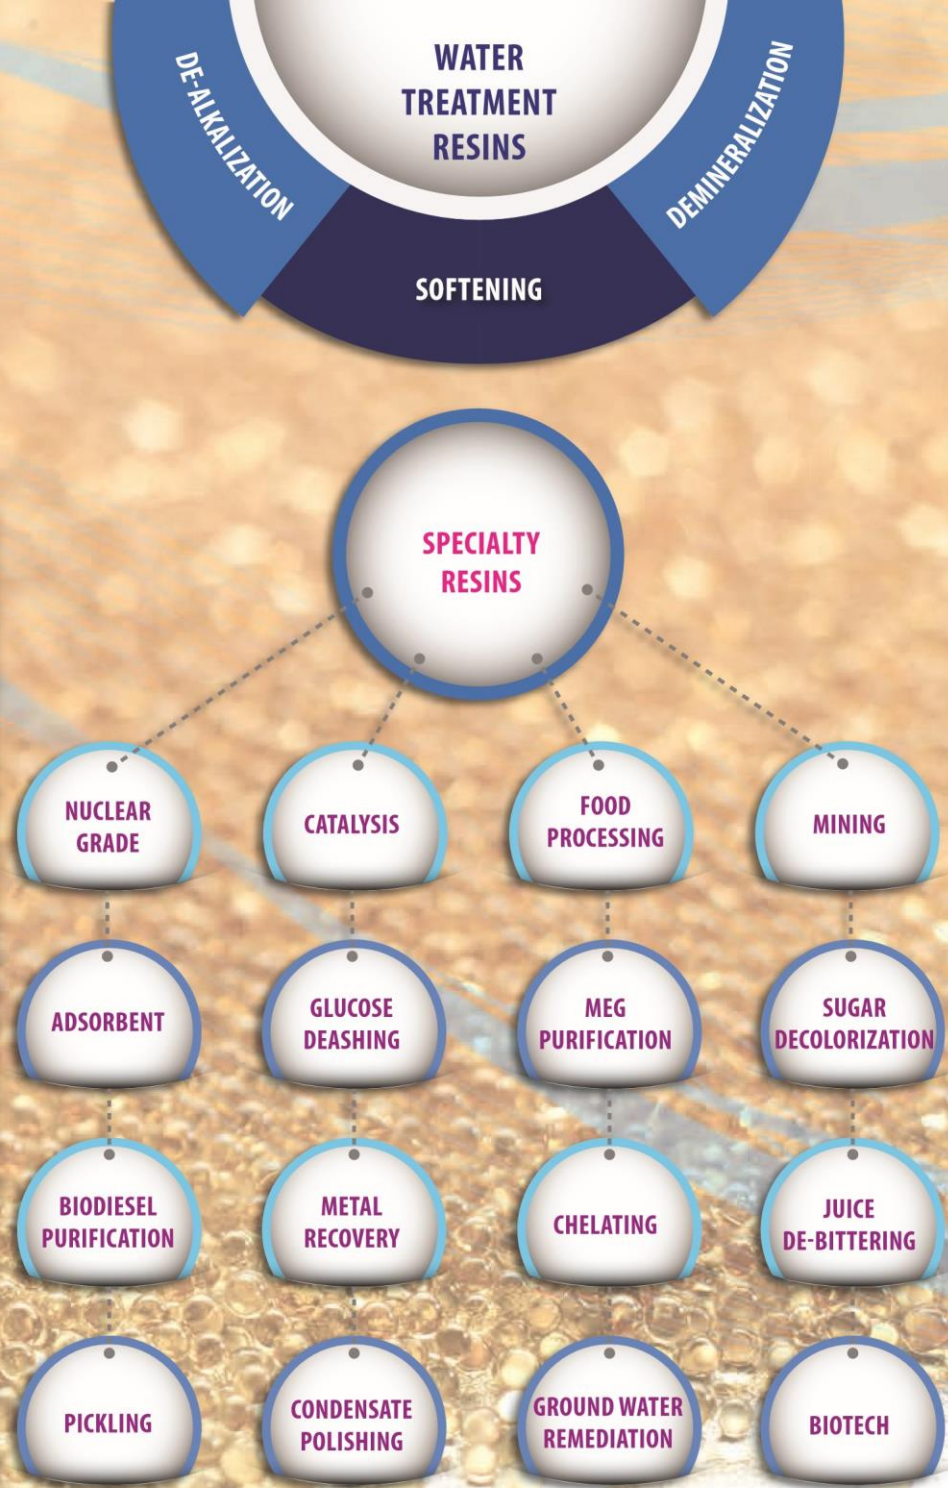 WATER
TREATMENT
RESINS
DE-ALKALIZATION
DEMINERALIZATION
SOFTENING
SPECIALTY
RESINS
NUCLEAR
GRADE
CATALYSIS
FOOD
PROCESSING
MINING
ADSORBENT
GLUCOSE
DEASHING
MEG
PURIFICATION
SUGAR
DECOLORIZATION
BIODIESEL
PURIFICATION
METAL
RECOVERY
CHELATING
JUICE
DE-BITTERING
PICKLING
CONDENSATE
POLISHING
GROUND WATER
REMEDIATION
BIOTECH